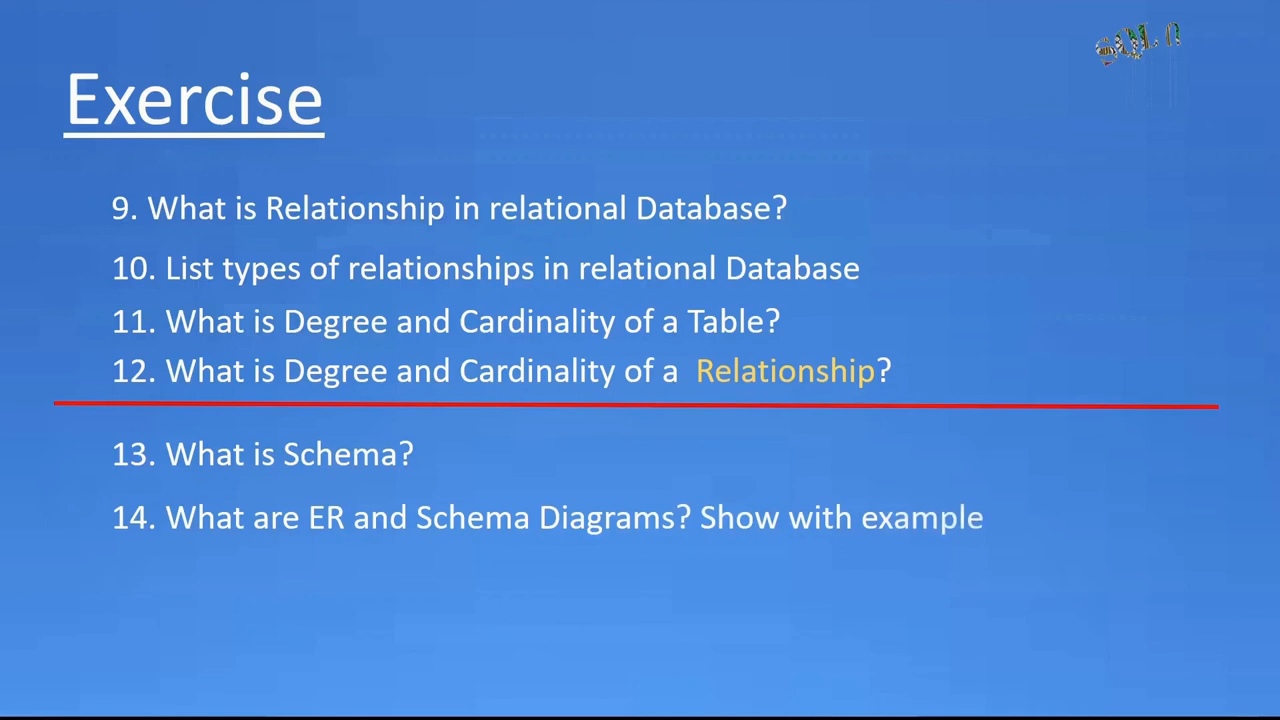 Exercise
9. What is Relationship in relational Database?
10. List types of relationships in relational Database
11. What is Degree and Cardinality of a Table?
12. What is Degree and Cardinality of a Relationship?
13. What is Schema?
14. What are ER and Schema Diagrams? Show with example